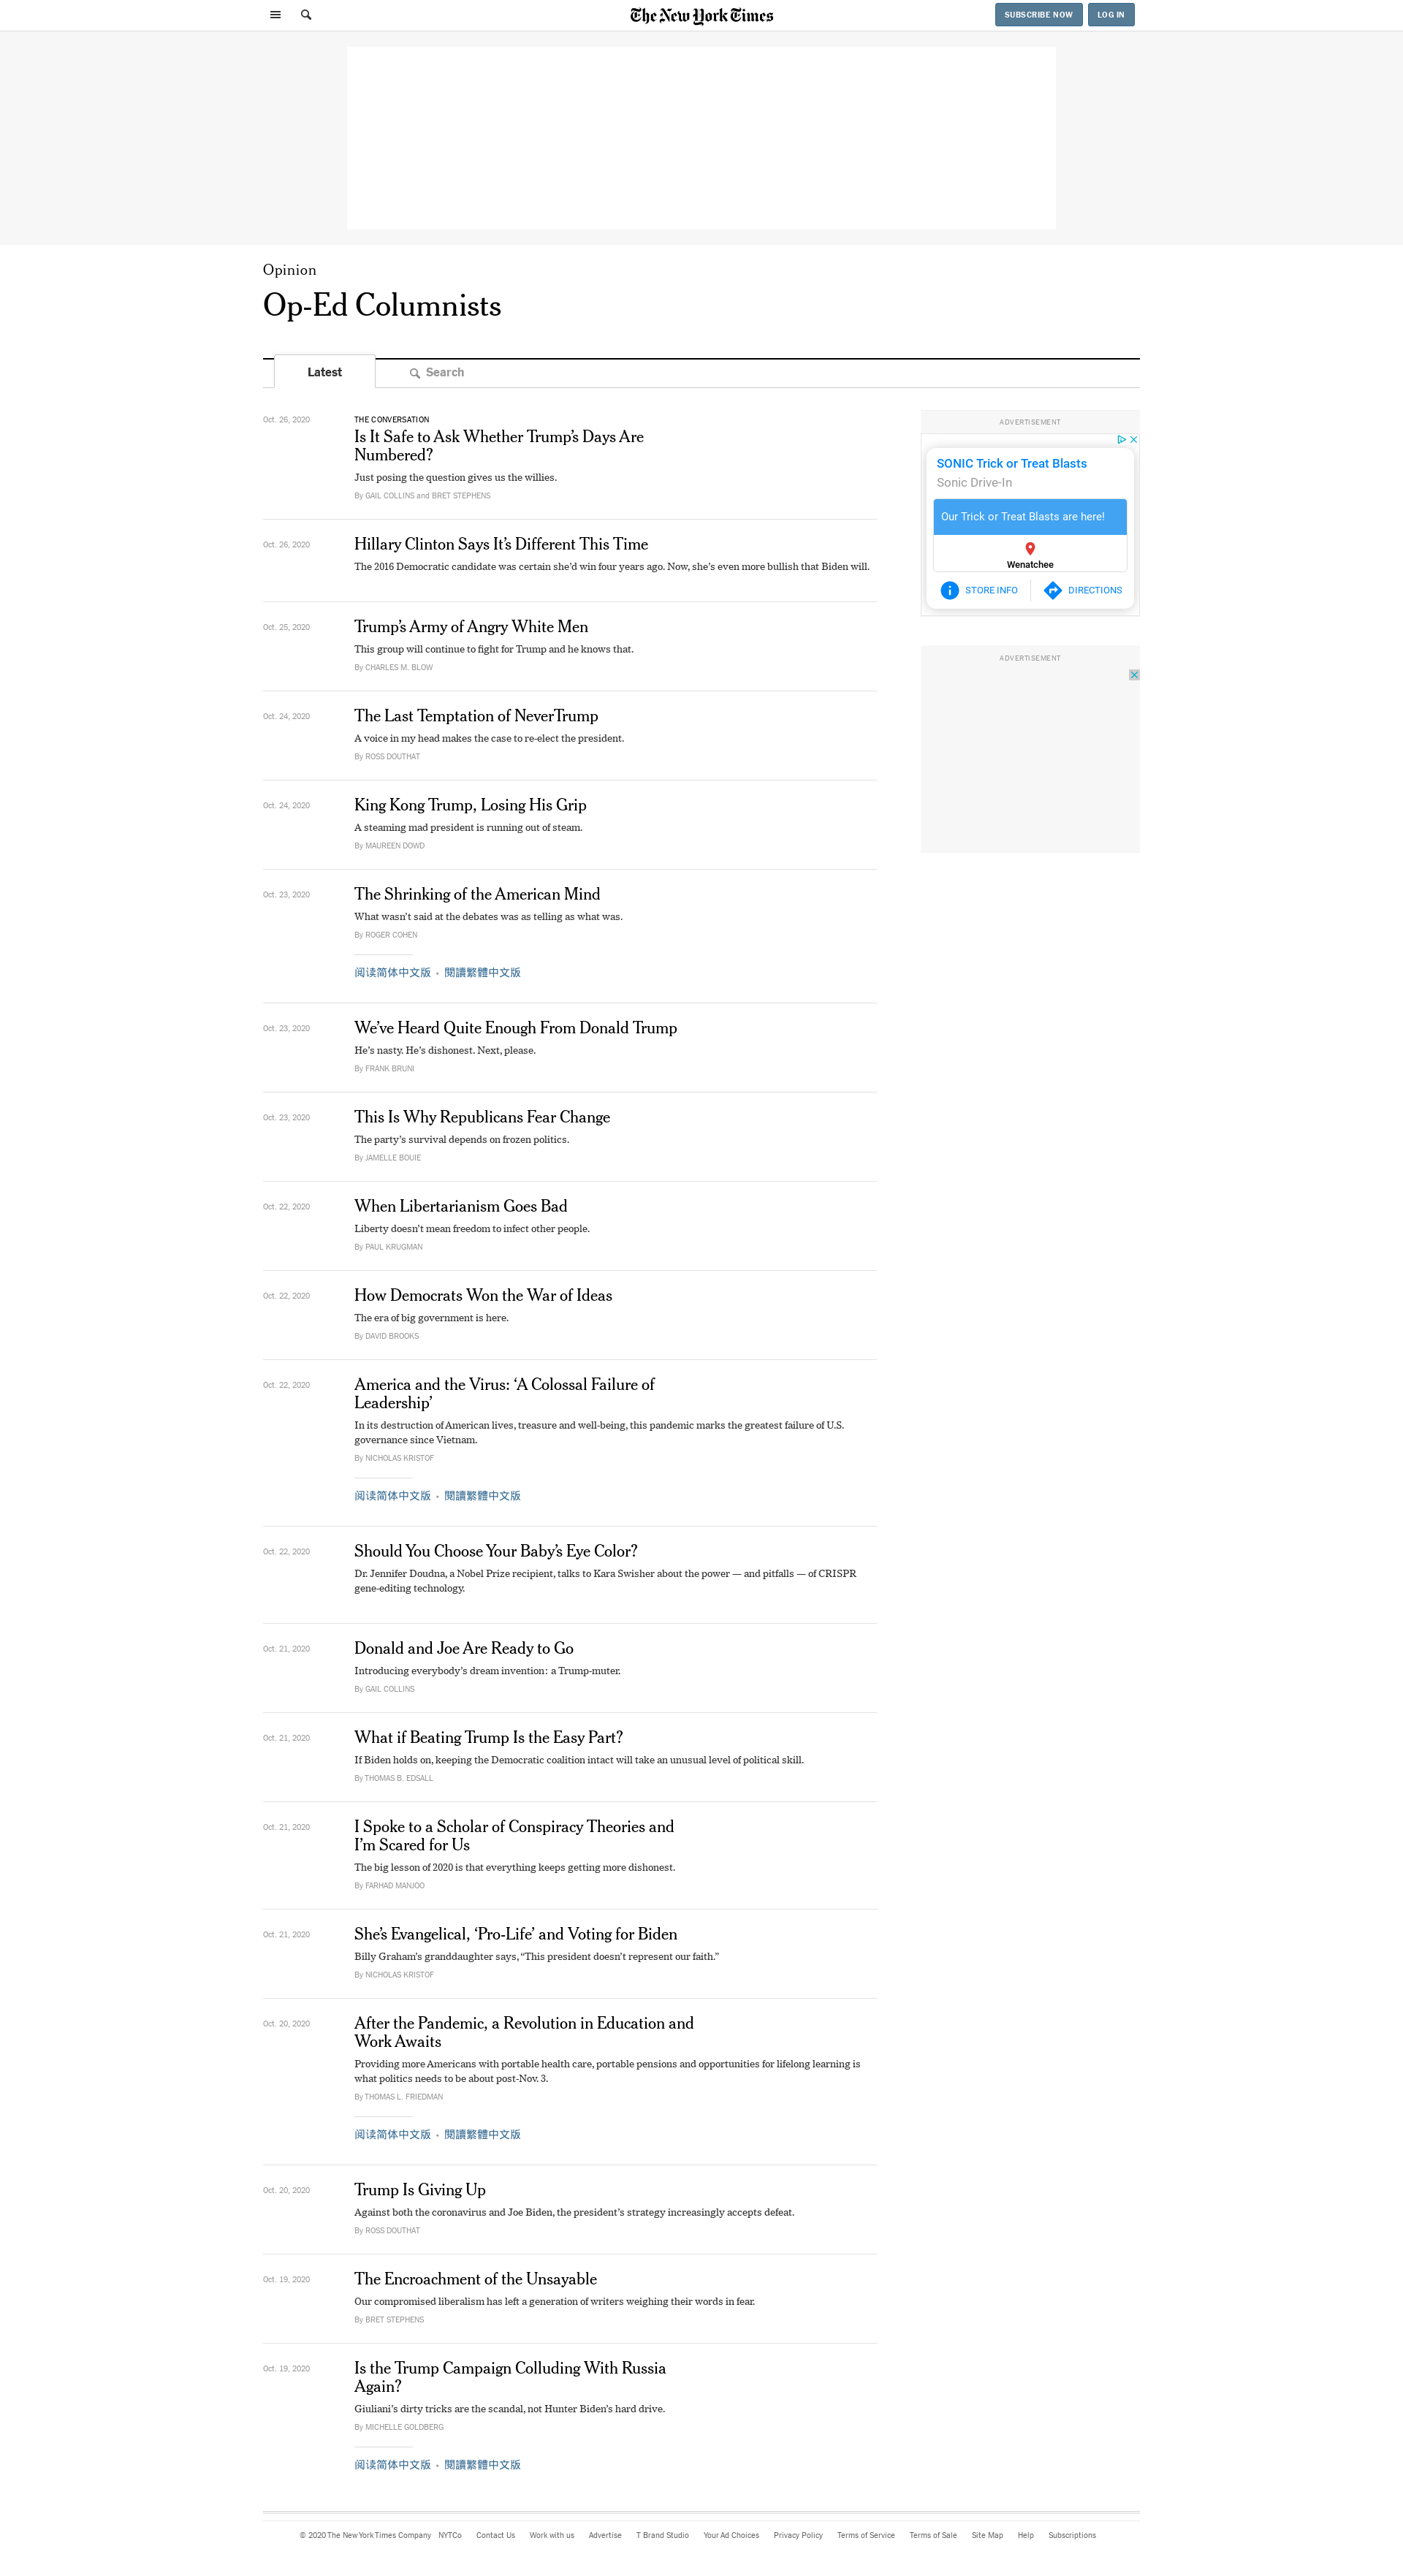 The New York Times
SUBSCRIBE NOW
LOG IN
Opinion
Op-Ed Columnists
Latest
Search
Oct. 26, 2020
THE CONVERSATION
Is It Safe to Ask Whether Trump’s Days Are
Numbered?
Just posing the question gives us the willies.
By GAIL COLLINS and BRET STEPHENS
Oct. 26, 2020
Hillary Clinton Says It’s Different This Time
The 2016 Democratic candidate was certain she’d win four years ago. Now, she’s even more bullish that Biden will.
Oct. 25, 2020
Trump’s Army of Angry White Men
This group will continue to fight for Trump and he knows that.
By CHARLES M. BLOW
Oct. 24, 2020
The Last Temptation of NeverTrump
A voice in my head makes the case to re-elect the president.
By ROSS DOUTHAT
Oct. 24, 2020
King Kong Trump, Losing His Grip
A steaming mad president is running out of steam.
By MAUREEN DOWD
Oct. 23, 2020
The Shrinking of the American Mind
What wasn’t said at the debates was as telling as what was.
By ROGER COHEN
阅读简体中文版 • 閱讀繁體中文版
Oct. 23, 2020
We’ve Heard Quite Enough From Donald Trump
He’s nasty. He’s dishonest. Next, please.
By FRANK BRUNI
Oct. 23, 2020
This Is Why Republicans Fear Change
The party’s survival depends on frozen politics.
By JAMELLE BOUIE
Oct. 22, 2020
When Libertarianism Goes Bad
Liberty doesn’t mean freedom to infect other people.
By PAUL KRUGMAN
Oct. 22, 2020
How Democrats Won the War of Ideas
The era of big government is here.
By DAVID BROOKS
Oct. 22, 2020
America and the Virus: ‘A Colossal Failure of
Leadership’
In its destruction of American lives, treasure and well-being, this pandemic marks the greatest failure of U.S.
governance since Vietnam.
By NICHOLAS KRISTOF
阅读简体中文版 • 閱讀繁體中文版
Oct. 22, 2020
Should You Choose Your Baby’s Eye Color?
Dr. Jennifer Doudna, a Nobel Prize recipient, talks to Kara Swisher about the power — and pitfalls — of CRISPR
gene-editing technology.
Oct. 21, 2020
Donald and Joe Are Ready to Go
Introducing everybody’s dream invention: a Trump-muter.
By GAIL COLLINS
Oct. 21, 2020
What if Beating Trump Is the Easy Part?
If Biden holds on, keeping the Democratic coalition intact will take an unusual level of political skill.
By THOMAS B. EDSALL
Oct. 21, 2020
I Spoke to a Scholar of Conspiracy Theories and
I’m Scared for Us
The big lesson of 2020 is that everything keeps getting more dishonest.
By FARHAD MANJOO
Oct. 21, 2020
She’s Evangelical, ‘Pro-Life’ and Voting for Biden
Billy Graham’s granddaughter says, “This president doesn’t represent our faith.”
By NICHOLAS KRISTOF
Oct. 20, 2020
After the Pandemic, a Revolution in Education and
Work Awaits
Providing more Americans with portable health care, portable pensions and opportunities for lifelong learning is
what politics needs to be about post-Nov. 3.
By THOMAS L. FRIEDMAN
阅读简体中文版 • 閱讀繁體中文版
Oct. 20, 2020
Trump Is Giving Up
Against both the coronavirus and Joe Biden, the president’s strategy increasingly accepts defeat.
By ROSS DOUTHAT
Oct. 19, 2020
The Encroachment of the Unsayable
Our compromised liberalism has left a generation of writers weighing their words in fear.
By BRET STEPHENS
Oct. 19, 2020
Is the Trump Campaign Colluding With Russia
Again?
Giuliani’s dirty tricks are the scandal, not Hunter Biden’s hard drive.
By MICHELLE GOLDBERG
阅读简体中文版 • 閱讀繁體中文版
ADVERTISEMENT
SONIC Trick or Treat Blasts
Sonic Drive-In
Our Trick or Treat Blasts are here!
Wenatchee
STORE INFO
DIRECTIONS
ADVERTISEMENT
© 2020 The New York Times Company NYTCo Contact Us Work with us Advertise T Brand Studio Your Ad Choices Privacy Policy Terms of Service Terms of Sale Site Map Help Subscriptions